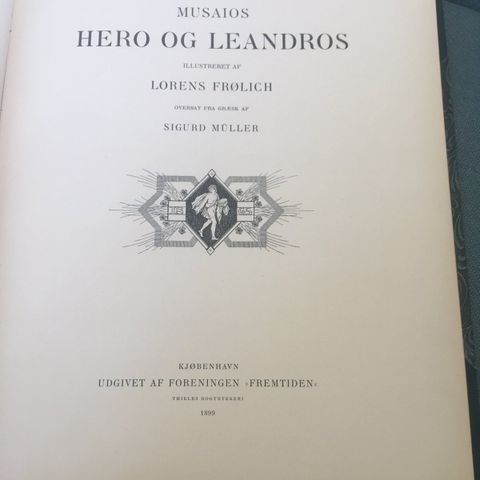 MUSAIOS
HERO OG LEANDROS
ILLUSTRERET AF
LORENS FRØLICH
OVERSAT FRA GRÆSK AF
SIGURD MÜLLER
KJØBENHAVN
UDGIVET AF FORENINGEN »FREMTIDEN«
THIELES BOGTRYKKERI
1899